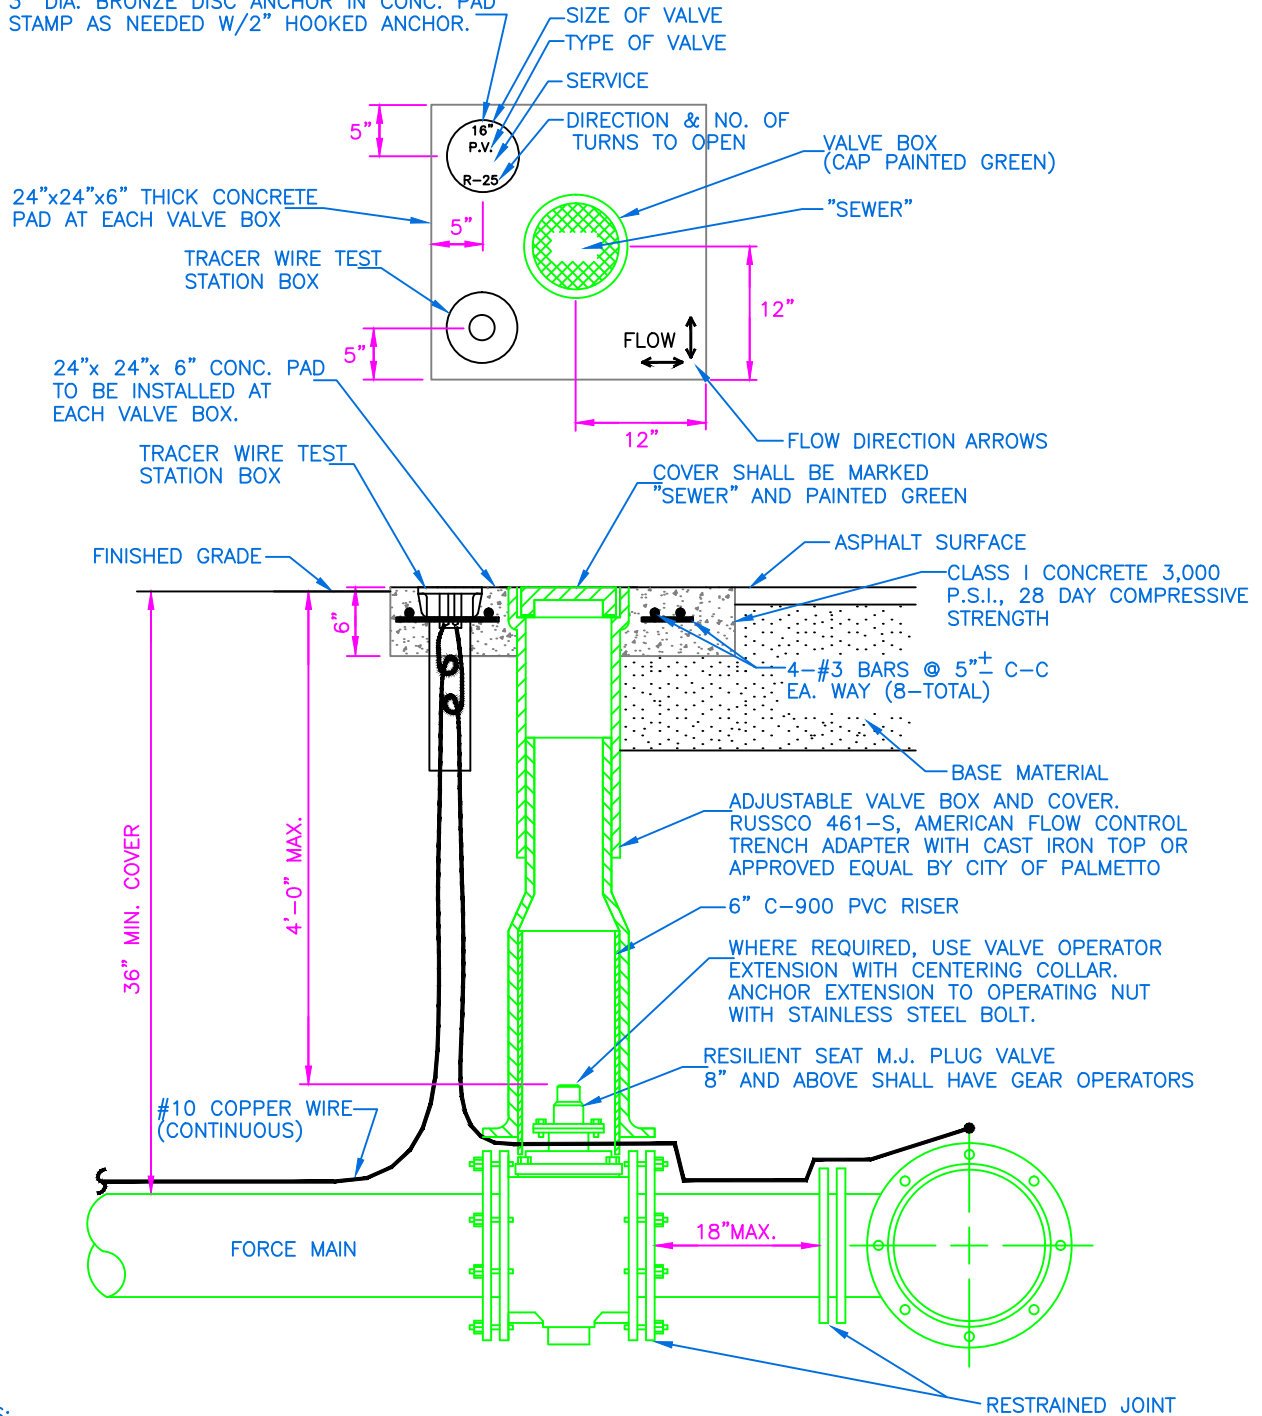 3" DIA. BRONZE DISC ANCHOR IN CONC. PAD
STAMP AS NEEDED W/2" HOOKED ANCHOR.
SIZE OF VALVE
TYPE OF VALVE
SERVICE
DIRECTION & NO. OF
TURNS TO OPEN
5"
16"
P.V.
R-25
VALVE BOX
(CAP PAINTED GREEN)
24"x24"x6" THICK CONCRETE
PAD AT EACH VALVE BOX
5"
"SEWER"
TRACER WIRE TEST
STATION BOX
12"
5"
FLOW
24"x 24"x 6" CONC. PAD
TO BE INSTALLED AT
EACH VALVE BOX.
12"
FLOW DIRECTION ARROWS
TRACER WIRE TEST
STATION BOX
COVER SHALL BE MARKED
"SEWER" AND PAINTED GREEN
FINISHED GRADE
ASPHALT SURFACE
CLASS I CONCRETE 3,000
P.S.I., 28 DAY COMPRESSIVE
STRENGTH
6"
4-#3 BARS @ 5"± C-C
EA. WAY (8-TOTAL)
BASE MATERIAL
ADJUSTABLE VALVE BOX AND COVER.
RUSSCO 461-S, AMERICAN FLOW CONTROL
TRENCH ADAPTER WITH CAST IRON TOP OR
APPROVED EQUAL BY CITY OF PALMETTO
36" MIN. COVER
4'-0" MAX.
6" C-900 PVC RISER
WHERE REQUIRED, USE VALVE OPERATOR
EXTENSION WITH CENTERING COLLAR.
ANCHOR EXTENSION TO OPERATING NUT
WITH STAINLESS STEEL BOLT.
RESILIENT SEAT M.J. PLUG VALVE
8" AND ABOVE SHALL HAVE GEAR OPERATORS
#10 COPPER WIRE
(CONTINUOUS)
18"MAX.
FORCE MAIN
RESTRAINED JOINT